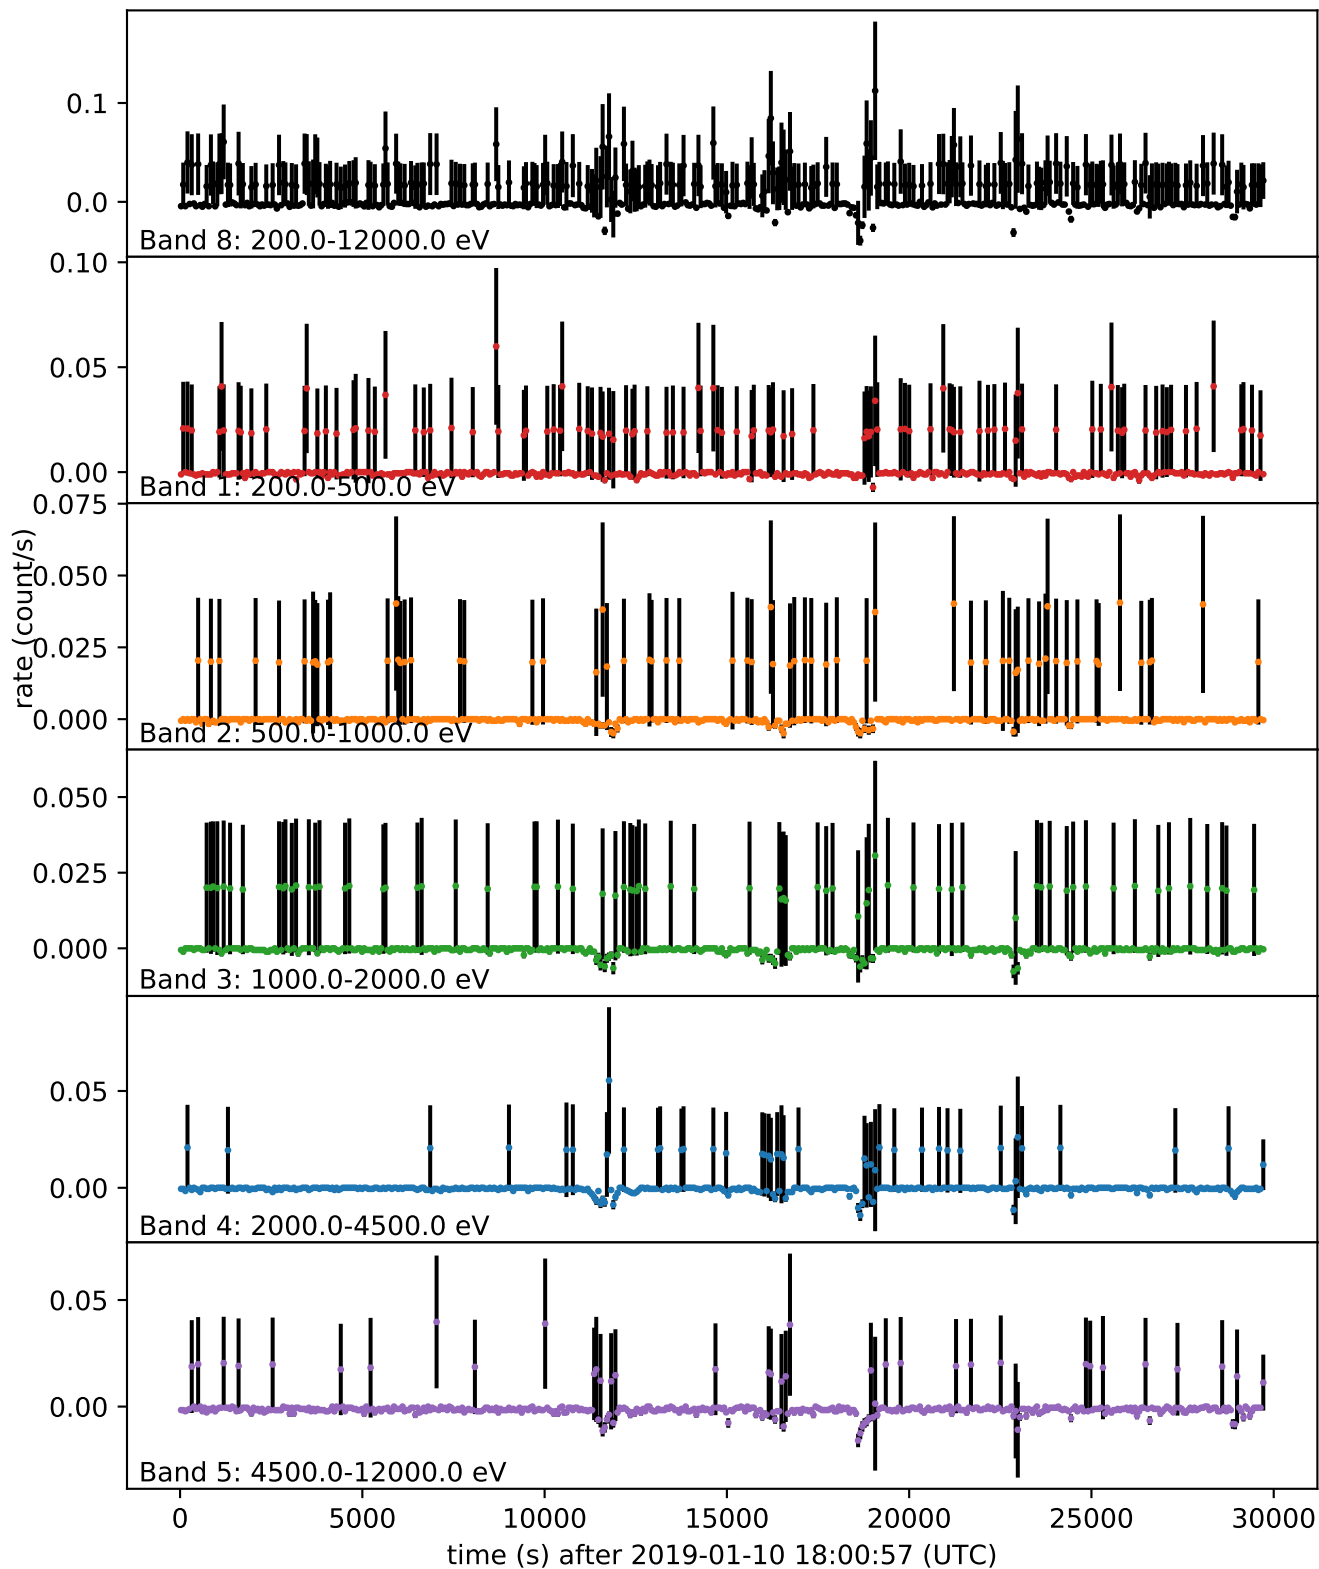 0.1
0.0
Band 8: 200.0-12000.0 eV
0.10
0.05
0.00
Band 1: 200.0-500.0 eV
0.075
0.050
0.025
0.000
Band 2: 500.0-1000.0 eV
rate (count/s)
0.050
0.025
0.000
Band 3: 1000.0-2000.0 eV
0.05
0.00
Band 4: 2000.0-4500.0 eV
0.05
0.00
Band 5: 4500.0-12000.0 eV
0 5000 10000 15000 20000 25000 30000
time (s) after 2019-01-10 18:00:57 (UTC)